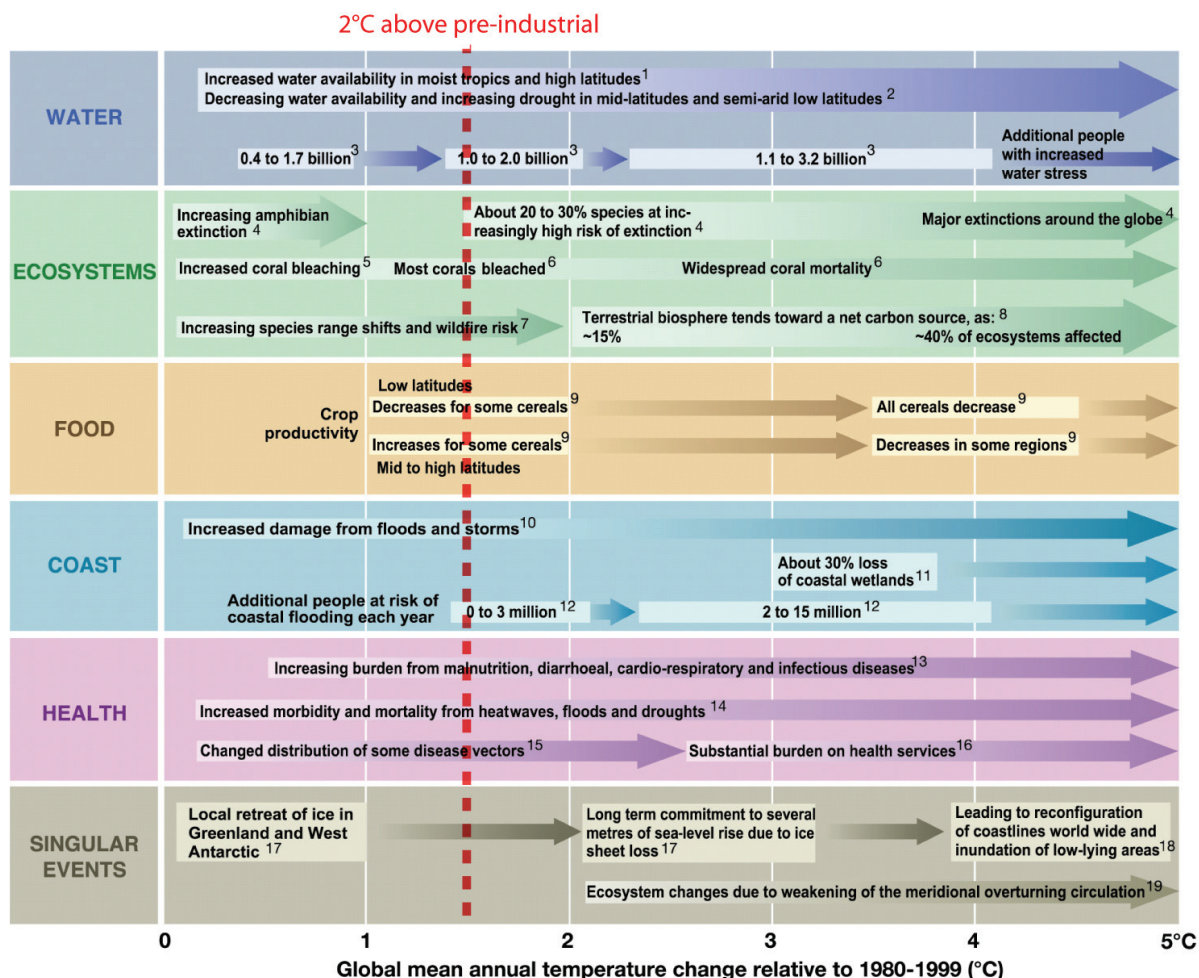 2°C above pre-industrial
WATER
Increased water availability in moist tropics and high latitudes 1
Decreasing water availability and increasing drought in mid-latitudes and semi-arid low latitudes 2
0.4 to 1.7 billion 3
1.0 to 2.0 billion 3
1.1 to 3.2 billion 3
Additional people
with increased
water stress
ECOSYSTEMS
Increasing amphibian
extinction 4
About 20 to 30% species at inc-
reasingly high risk of extinction 4
Major extinctions around the globe 4
Increased coral bleaching 5
Most corals bleached 6
Widespread coral mortality 6
Increasing species range shifts and wildfire risk 7
Terrestrial biosphere tends toward a net carbon source, as: 8
~15%
~40% of ecosystems affected
FOOD
Crop
productivity
Low latitudes
Decreases for some cereals 9
All cereals decrease 9
Increases for some cereals 9
Decreases in some regions 9
Mid to high latitudes
COAST
Increased damage from floods and storms 10
About 30% loss
of coastal wetlands 11
Additional people at risk of
coastal flooding each year
0 to 3 million 12
2 to 15 million 12
HEALTH
Increasing burden from malnutrition, diarrhoeal, cardio-respiratory and infectious diseases 13
Increased morbidity and mortality from heatwaves, floods and droughts 14
Changed distribution of some disease vectors 15
Substantial burden on health services 16
SINGULAR
EVENTS
Local retreat of ice in
Greenland and West
Antarctic 17
Long term commitment to several
metres of sea-level rise due to ice
sheet loss 17
Leading to reconfiguration
of coastlines world wide and
inundation of low-lying areas 18
Ecosystem changes due to weakening of the meridional overturning circulation 19
0 1 2 3 4 5°C
Global mean annual temperature change relative to 1980-1999 (°C)